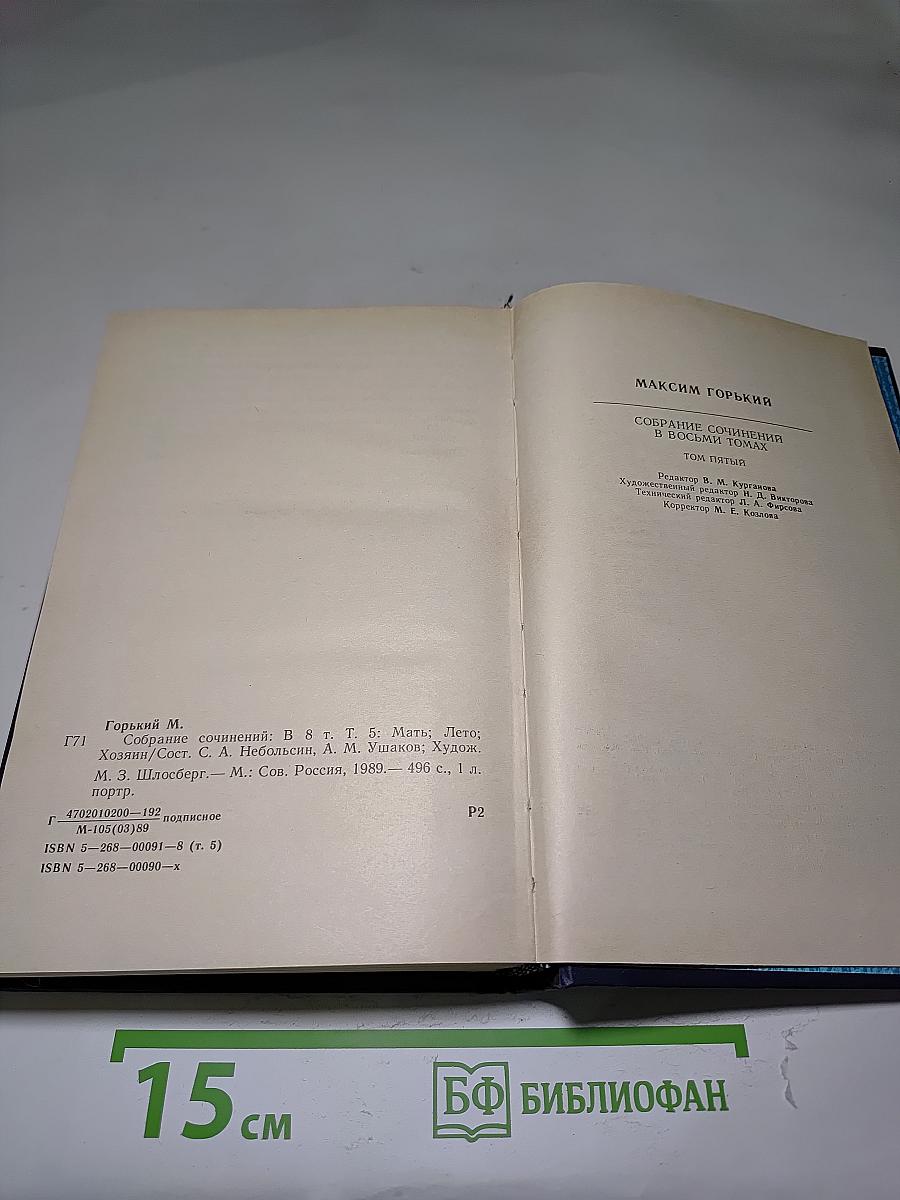 Горький М.
Г71 Собрание сочинений: В 8 т. Т. 5: Мать; Лето;
Хозяин/Сост. С. А. Небольсин, А. М. Ушаков; Худож.
М. З. Шлосберг.— М.: Сов. Россия, 1989.— 496 с., 1 л.
портр.
Г 4702010200—192 подписное Р2
М-105(03)89
ISBN 5—268—00091—8 (т. 5)
ISBN 5—268—00090—х
МАКСИМ ГОРЬКИЙ
СОБРАНИЕ СОЧИНЕНИЙ
В ВОСЬМИ ТОМАХ
ТОМ ПЯТЫЙ
Редактор В. М. Курганова
Художественный редактор Н. Д. Викторова
Технический редактор Л. А. Фирсова
Корректор М. Е. Козлова
15 см
БФ БИБЛИОФАН